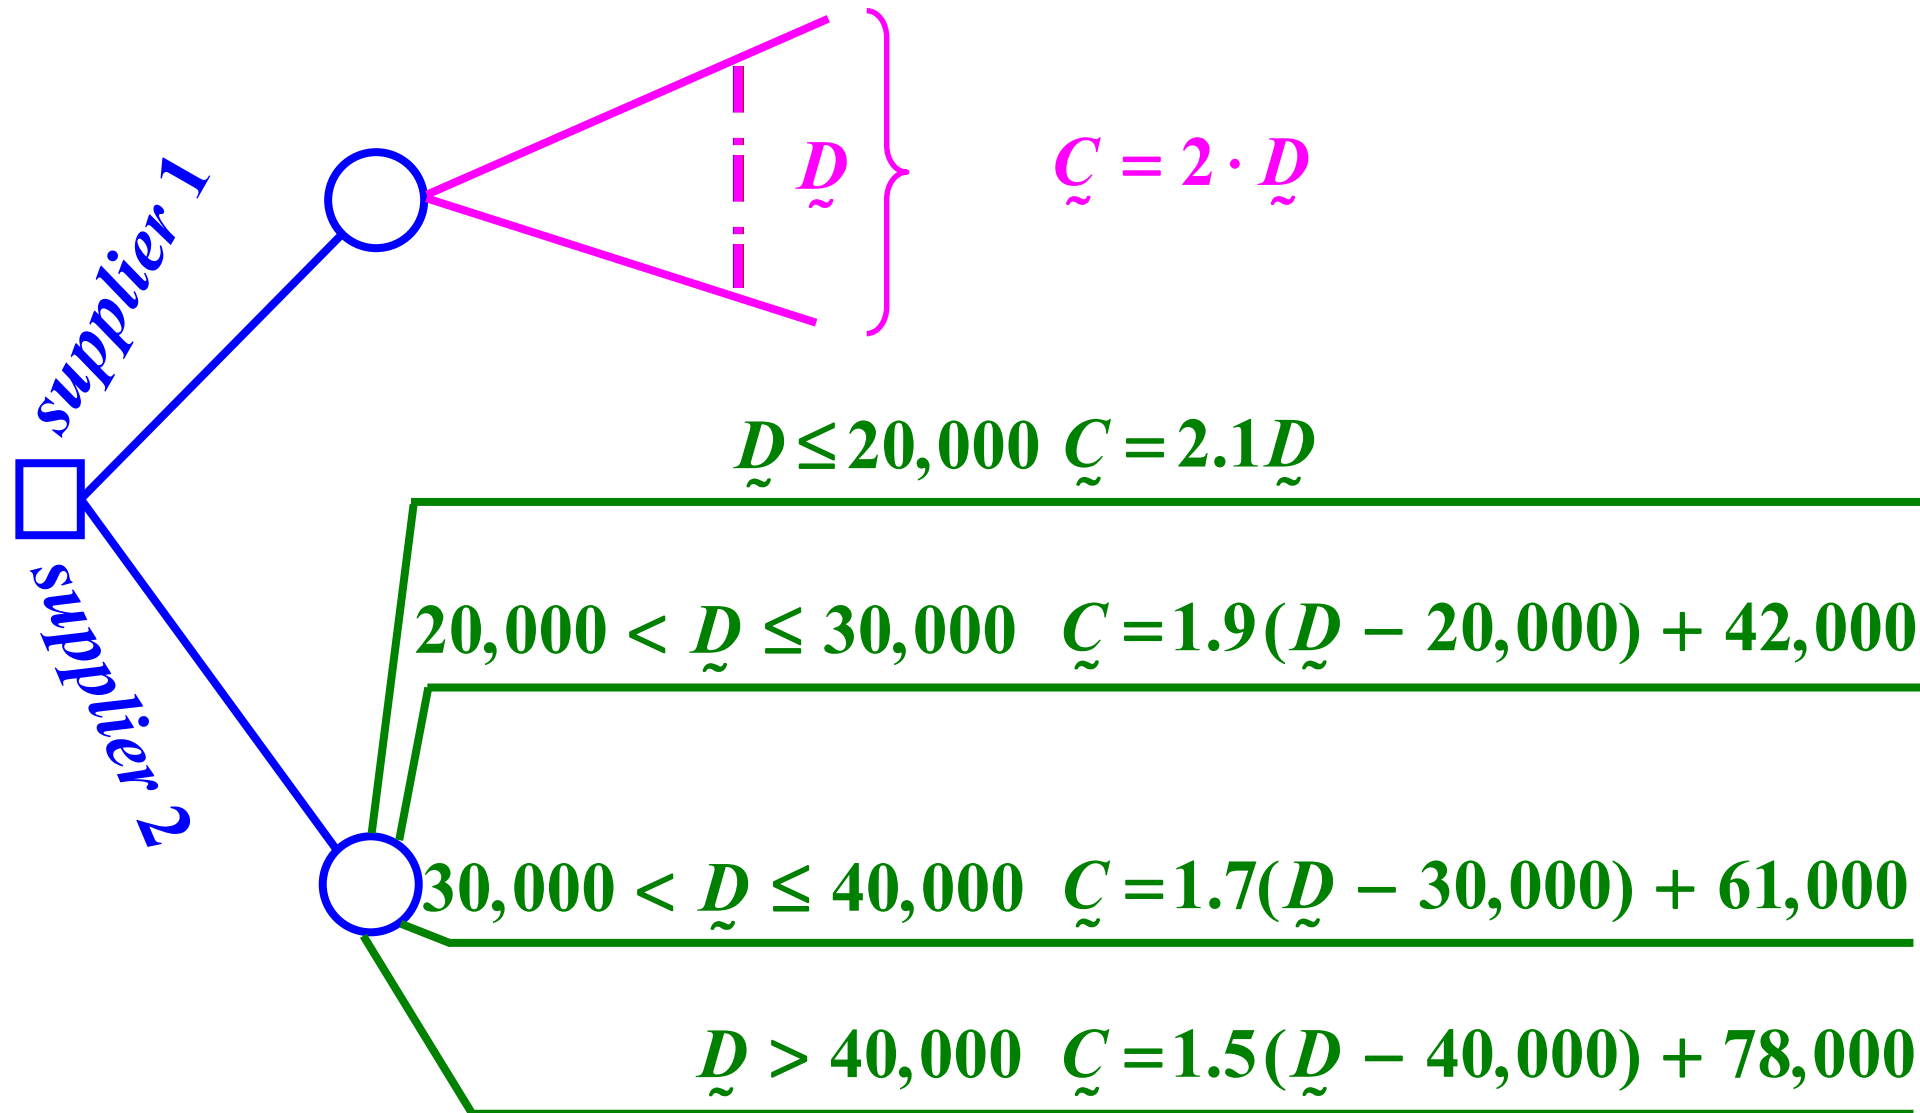 supplier 1
D̰
C̰ = 2 · D̰
D̰ ≤ 20,000 C̰ = 2.1D̰
20,000 < D̰ ≤ 30,000 C̰ = 1.9(D̰ − 20,000) + 42,000
supplier 2
30,000 < D̰ ≤ 40,000 C̰ = 1.7(D̰ − 30,000) + 61,000
D̰ > 40,000 C̰ = 1.5(D̰ − 40,000) + 78,000